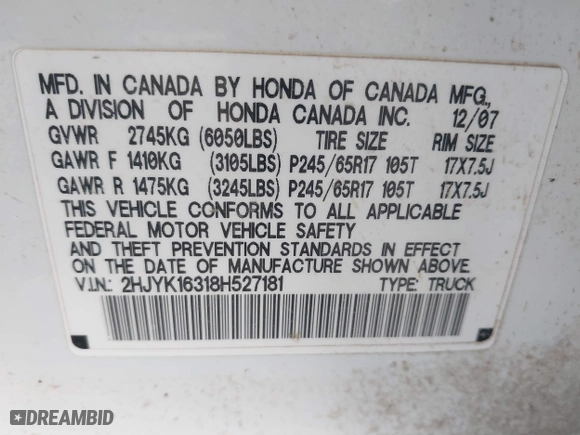 MFD. IN CANADA BY HONDA OF CANADA MFG.,
A DIVISION OF HONDA CANADA INC. 12/07
GVWR 2745KG (6050LBS) TIRE SIZE RIM SIZE
GAWR F 1410KG (3105LBS) P245/65R17 105T 17X7.5J
GAWR R 1475KG (3245LBS) P245/65R17 105T 17X7.5J
THIS VEHICLE CONFORMS TO ALL APPLICABLE
FEDERAL MOTOR VEHICLE SAFETY
AND THEFT PREVENTION STANDARDS IN EFFECT
ON THE DATE OF MANUFACTURE SHOWN ABOVE.
V.I.N.: 2HJYK16318H527181 TYPE: TRUCK
DREAMBID